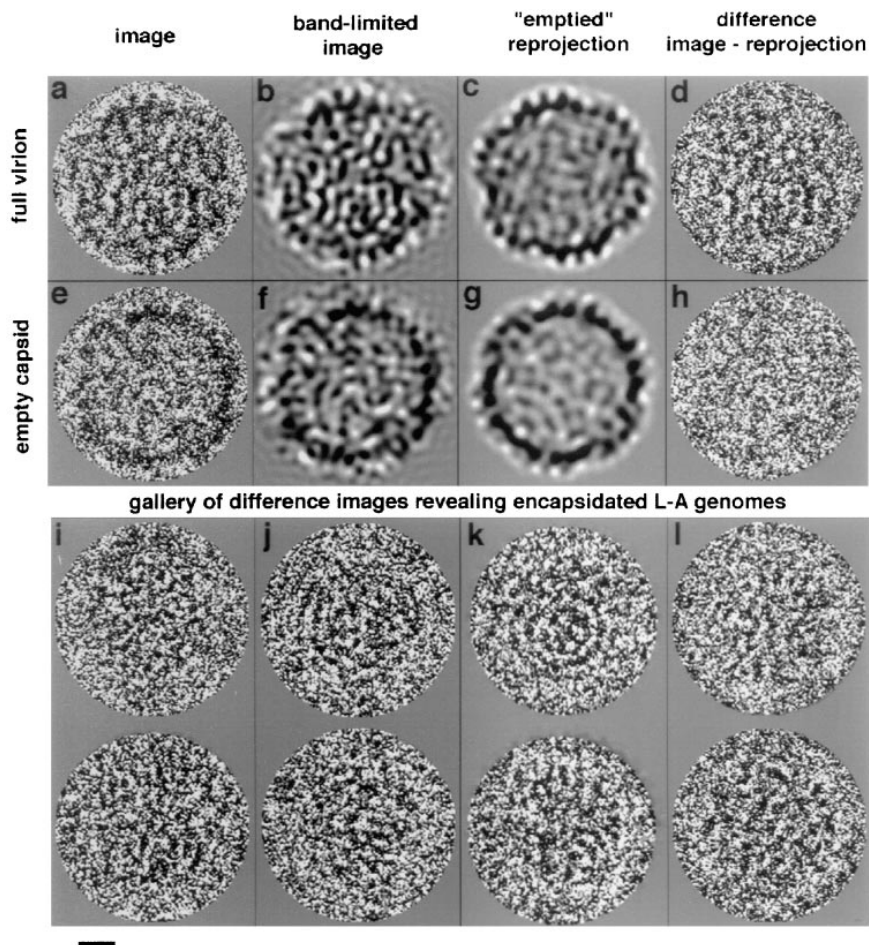 image
band-limited
image
"emptied"
reprojection
difference
image - reprojection
full virion
a
b
c
d
empty capsid
e
f
g
h
gallery of difference images revealing encapsidated L-A genomes
i
j
k
l